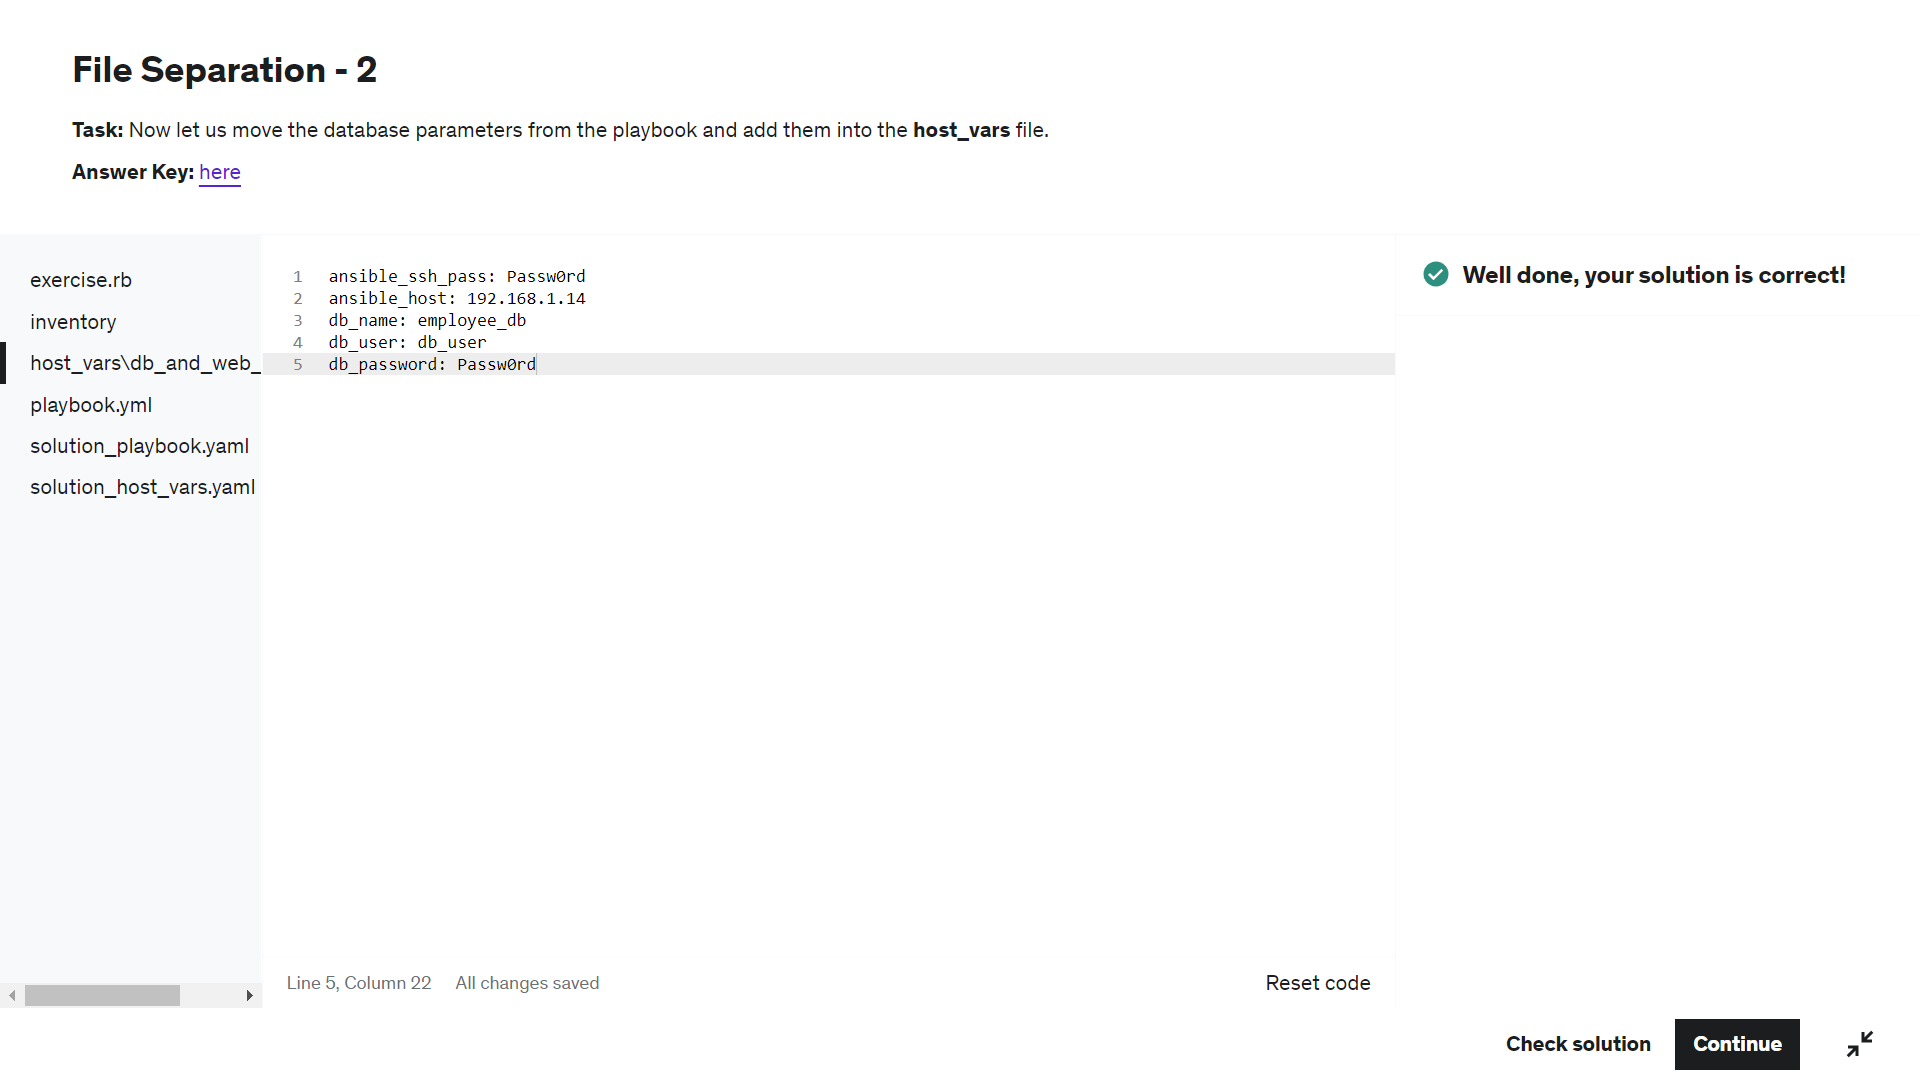 File Separation - 2
Task: Now let us move the database parameters from the playbook and add them into the host_vars file.
Answer Key: here
exercise.rb
inventory
host_vars\db_and_web_
playbook.yml
solution_playbook.yaml
solution_host_vars.yaml
1 ansible_ssh_pass: Passw0rd
2 ansible_host: 192.168.1.14
3 db_name: employee_db
4 db_user: db_user
5 db_password: Passw0rd
Well done, your solution is correct!
Line 5, Column 22 All changes saved
Reset code
Check solution
Continue